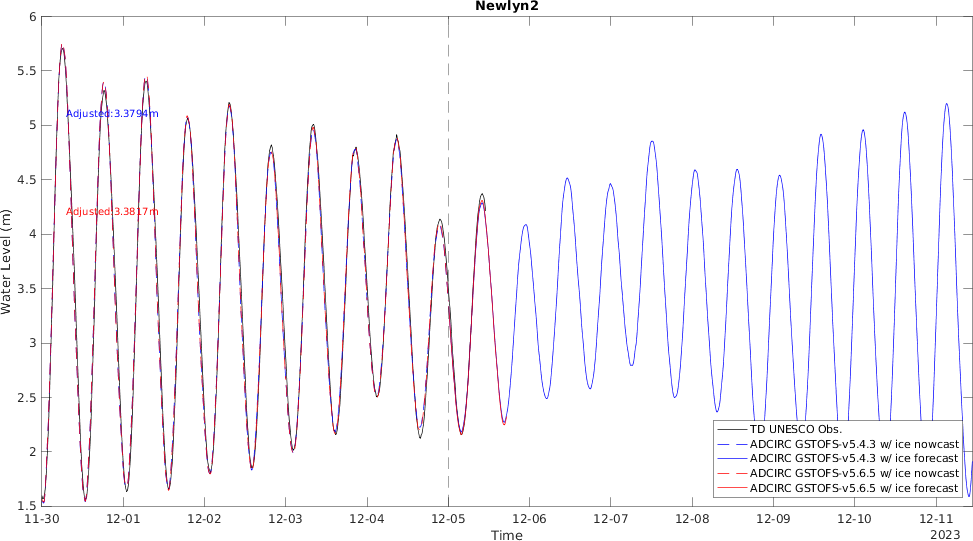 Newlyn2
6
5.5
5
4.5
4
3.5
3
2.5
2
1.5
Water Level (m)
Adjusted:3.3794m
Adjusted:3.3817m
TD UNESCO Obs.
ADCIRC GSTOFS-v5.4.3 w/ ice nowcast
ADCIRC GSTOFS-v5.4.3 w/ ice forecast
ADCIRC GSTOFS-v5.6.5 w/ ice nowcast
ADCIRC GSTOFS-v5.6.5 w/ ice forecast
11-30 12-01 12-02 12-03 12-04 12-05 12-06 12-07 12-08 12-09 12-10 12-11
Time
2023